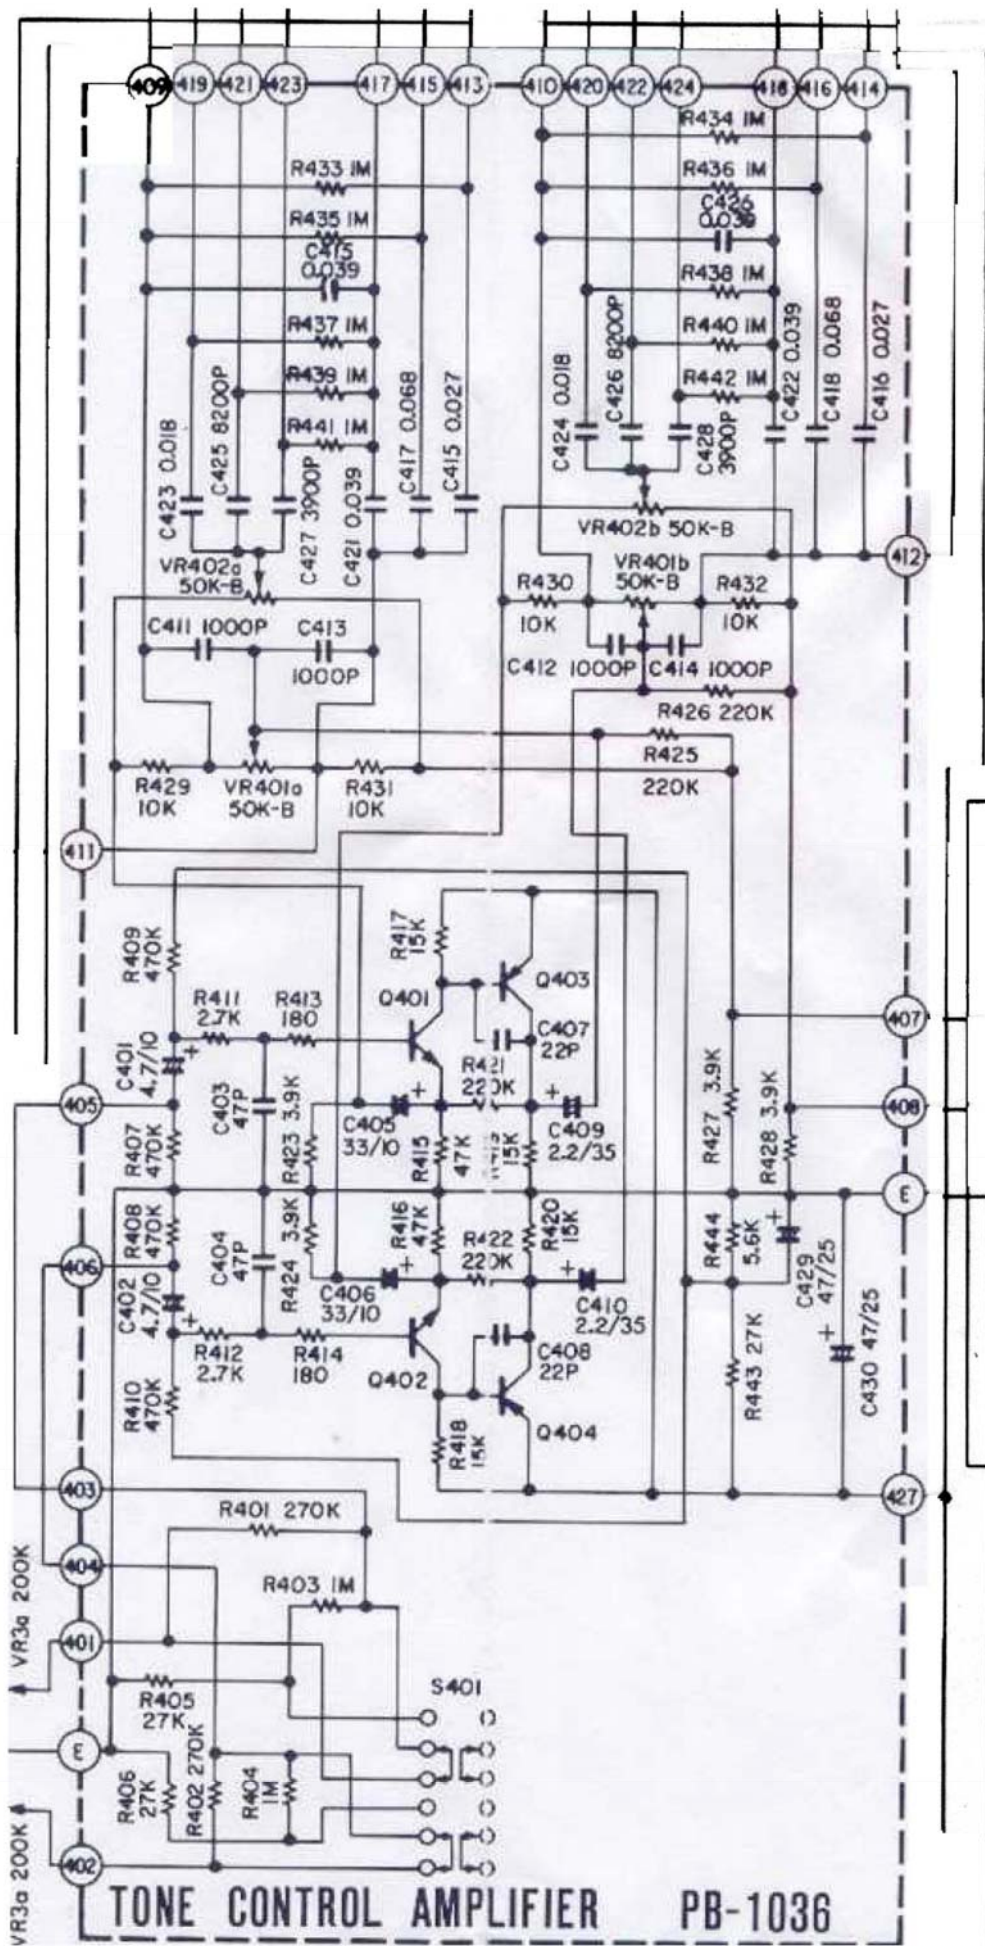 409 419 421 423 417 415 413 410 420 422 424 418 416 414
R434 1M
R433 1M
R436 1M
R435 1M
C426
0.039
C415
0.039
R438 1M
R437 1M
R440 1M
R439 1M
R442 1M
R441 1M
C423 0.018
C425 8200P
C427 3900P
C421 0.039
C417 0.068
C415 0.027
C424 0.018
C426 8200P
C428
3900P
C422 0.039
C418 0.068
C416 0.027
VR402b 50K-B
412
VR402a
50K-B
VR401b
50K-B
R430
10K
R432
10K
C411 1000P
C413
1000P
C412 1000P
C414 1000P
R426 220K
R425
220K
R429
10K
VR401a
50K-B
R431
10K
411
R409
470K
R417
15K
Q401
Q403
R411
2.7K
R413
180
C407
22P
407
C401
4.7/10
+
R421
220K
405
C403
47P
R423 3.9K
+
C405
33/10
+
C409
2.2/35
R427 3.9K
R428 3.9K
408
R407
470K
R415
47K
15K
E
R408
470K
R416
47K
R420
15K
R422
220K
R444
5.6K
+
C429
47/25
406
C404
47P
R424 3.9K
+
C406
33/10
+
C410
2.2/35
C402
4.7/10
+
R412
2.7K
R414
180
Q402
C408
22P
R443 27K
+
C430 47/25
R410
470K
R418
15K
Q404
403
427
R401 270K
404
R403 1M
VR3a 200K
401
R405
27K
S401
E
R406
27K
R402 270K
R404
1M
VR3a 200K
402
TONE CONTROL AMPLIFIER PB-1036